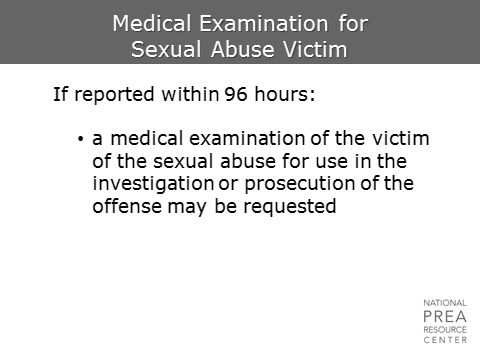 Medical Examination for
Sexual Abuse Victim
If reported within 96 hours:
• a medical examination of the victim
of the sexual abuse for use in the
investigation or prosecution of the
offense may be requested
NATIONAL
PREA
RESOURCE
CENTER